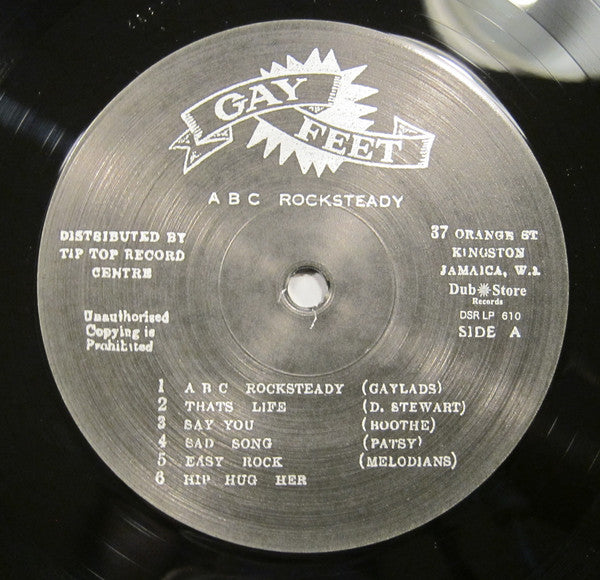 GAY
FEET
A B C ROCKSTEADY
DISTSIBUTED BY
TIP TOP RECORD
CENTRE
Unauthorised
Copying is
Prohibited
37 ORANGE ST
KINGSTON
JAMAICA, W.I.
Dub Store
Records
DSR LP 610
SIDE A
1 A B C ROCKSTEADY (GAYLADS)
2 THATS LIFE (D. STEWART)
3 SAY YOU (BOOTHE)
4 SAD SONG (PATSY)
5 EASY ROCK (MELODIANS)
6 HIP HUG HER